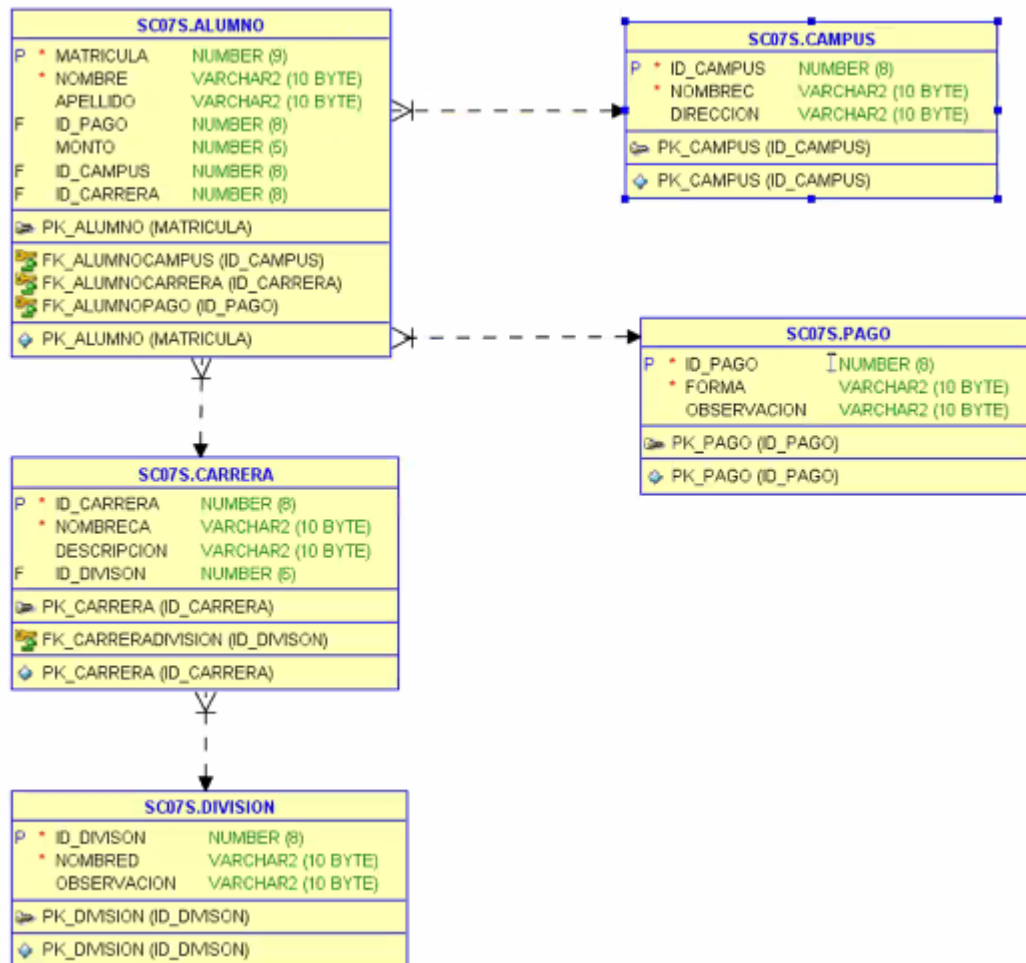 SC07S.ALUMNO
P * MATRICULA NUMBER (9)
* NOMBRE VARCHAR2 (10 BYTE)
APELLIDO VARCHAR2 (10 BYTE)
F ID_PAGO NUMBER (8)
MONTO NUMBER (5)
F ID_CAMPUS NUMBER (8)
F ID_CARRERA NUMBER (8)
PK_ALUMNO (MATRICULA)
FK_ALUMNOCAMPUS (ID_CAMPUS)
FK_ALUMNOCARRERA (ID_CARRERA)
FK_ALUMNOPAGO (ID_PAGO)
PK_ALUMNO (MATRICULA)
SC07S.CAMPUS
P * ID_CAMPUS NUMBER (8)
* NOMBREC VARCHAR2 (10 BYTE)
DIRECCION VARCHAR2 (10 BYTE)
PK_CAMPUS (ID_CAMPUS)
PK_CAMPUS (ID_CAMPUS)
SC07S.PAGO
P * ID_PAGO NUMBER (8)
* FORMA VARCHAR2 (10 BYTE)
OBSERVACION VARCHAR2 (10 BYTE)
PK_PAGO (ID_PAGO)
PK_PAGO (ID_PAGO)
SC07S.CARRERA
P * ID_CARRERA NUMBER (8)
* NOMBRECA VARCHAR2 (10 BYTE)
DESCRIPCION VARCHAR2 (10 BYTE)
F ID_DIVISON NUMBER (5)
PK_CARRERA (ID_CARRERA)
FK_CARRERADIVISION (ID_DIVISON)
PK_CARRERA (ID_CARRERA)
SC07S.DIVISION
P * ID_DIVISON NUMBER (8)
* NOMBRED VARCHAR2 (10 BYTE)
OBSERVACION VARCHAR2 (10 BYTE)
PK_DIVISION (ID_DIVISON)
PK_DIVISION (ID_DIVISON)